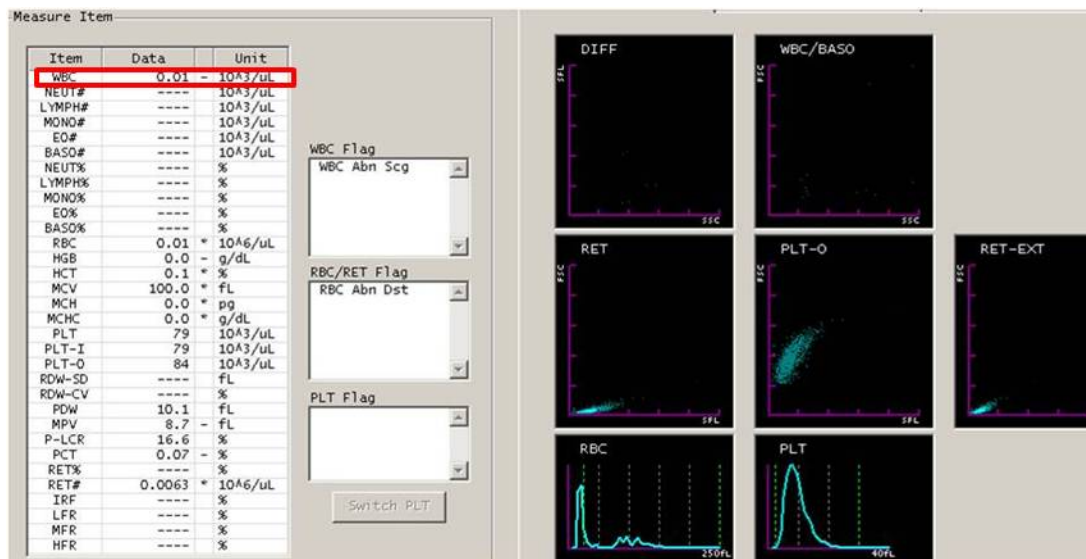 Measure Item
Item Data Unit
WBC 0.01 - 10^3/uL
NEUT# ---- 10^3/uL
LYMPH# ---- 10^3/uL
MONO# ---- 10^3/uL
EO# ---- 10^3/uL
BASO# ---- 10^3/uL
NEUT% ---- %
LYMPH% ---- %
MONO% ---- %
EO% ---- %
BASO% ---- %
RBC 0.01 * 10^6/uL
HGB 0.0 - g/dL
HCT 0.1 * %
MCV 100.0 * fL
MCH 0.0 * pg
MCHC 0.0 * g/dL
PLT 79 10^3/uL
PLT-I 79 10^3/uL
PLT-O 84 10^3/uL
RDW-SD ---- fL
RDW-CV ---- %
PDW 10.1 fL
MPV 8.7 - fL
P-LCR 16.6 %
PCT 0.07 - %
RET% ---- %
RET# 0.0063 * 10^6/uL
IRF ---- %
LFR ---- %
MFR ---- %
HFR ---- %
WBC Flag
WBC Abn Scg
RBC/RET Flag
RBC Abn Dst
PLT Flag
Switch PLT
DIFF
SFL
SSC
WBC/BASO
FSC
SSC
RET
FSC
SFL
PLT-O
FSC
SFL
RET-EXT
FSC
RBC
250fL
PLT
40fL